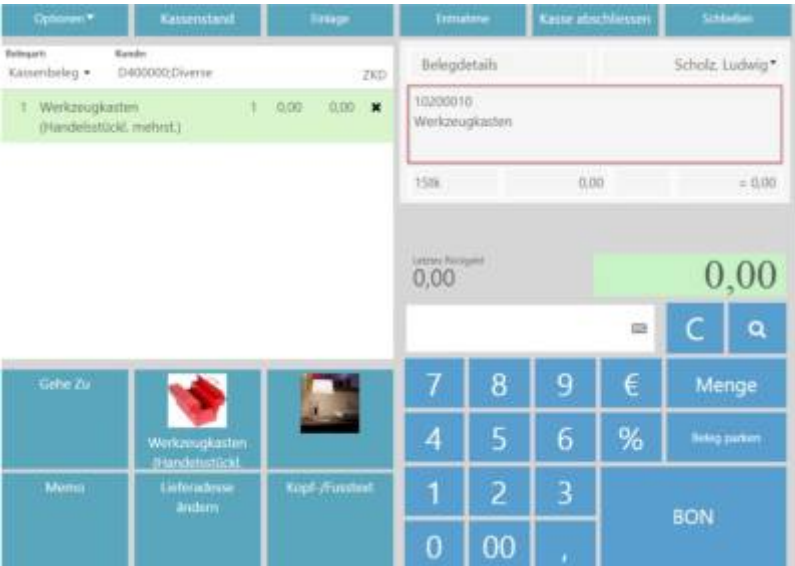 Optionen
Kassenstand
Einlage
Entnahme
Kasse abschliessen
Schließen
Belegart:
Kunde:
Kassenbeleg
D400000;Diverse
ZKD
Belegdetails
Scholz, Ludwig
1 Werkzeugkasten 1 0,00 0,00 ✖
(Handelsstückl. mehrst.)
10200010
Werkzeugkasten
1Stk
0,00
= 0,00
Letztes Rückgeld
0,00
0,00
C
7 8 9 € Menge
4 5 6 % Beleg parken
1 2 3
BON
0 00 ,
Gehe Zu
Werkzeugkasten
(Handelsstückl.
Memo
Lieferadresse
ändern
Kopf-/Fusstext